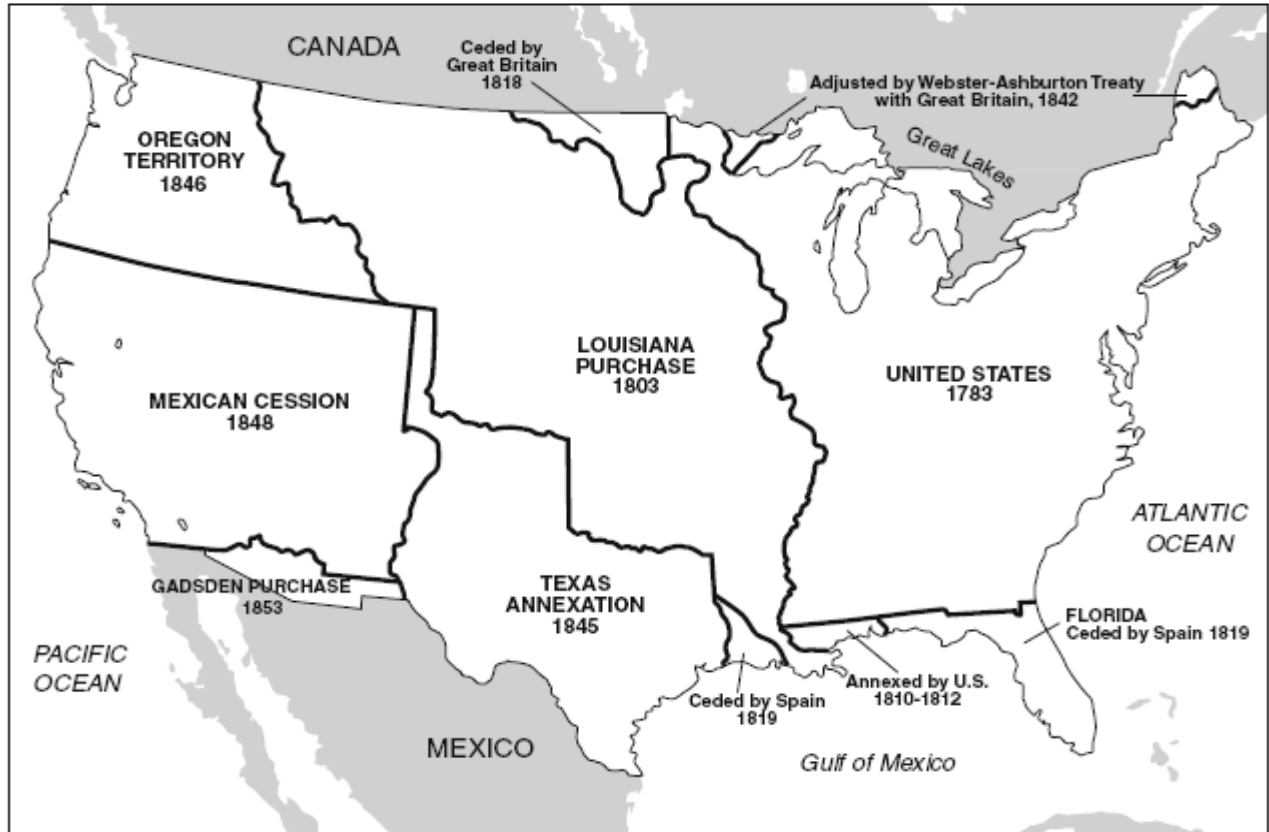 CANADA
Ceded by
Great Britain
1818
Adjusted by Webster-Ashburton Treaty
with Great Britain, 1842
OREGON
TERRITORY
1846
Great Lakes
LOUISIANA
PURCHASE
1803
UNITED STATES
1783
MEXICAN CESSION
1848
ATLANTIC
OCEAN
GADSDEN PURCHASE
1853
TEXAS
ANNEXATION
1845
FLORIDA
Ceded by Spain 1819
PACIFIC
OCEAN
Ceded by Spain
1819
Annexed by U.S.
1810-1812
MEXICO
Gulf of Mexico